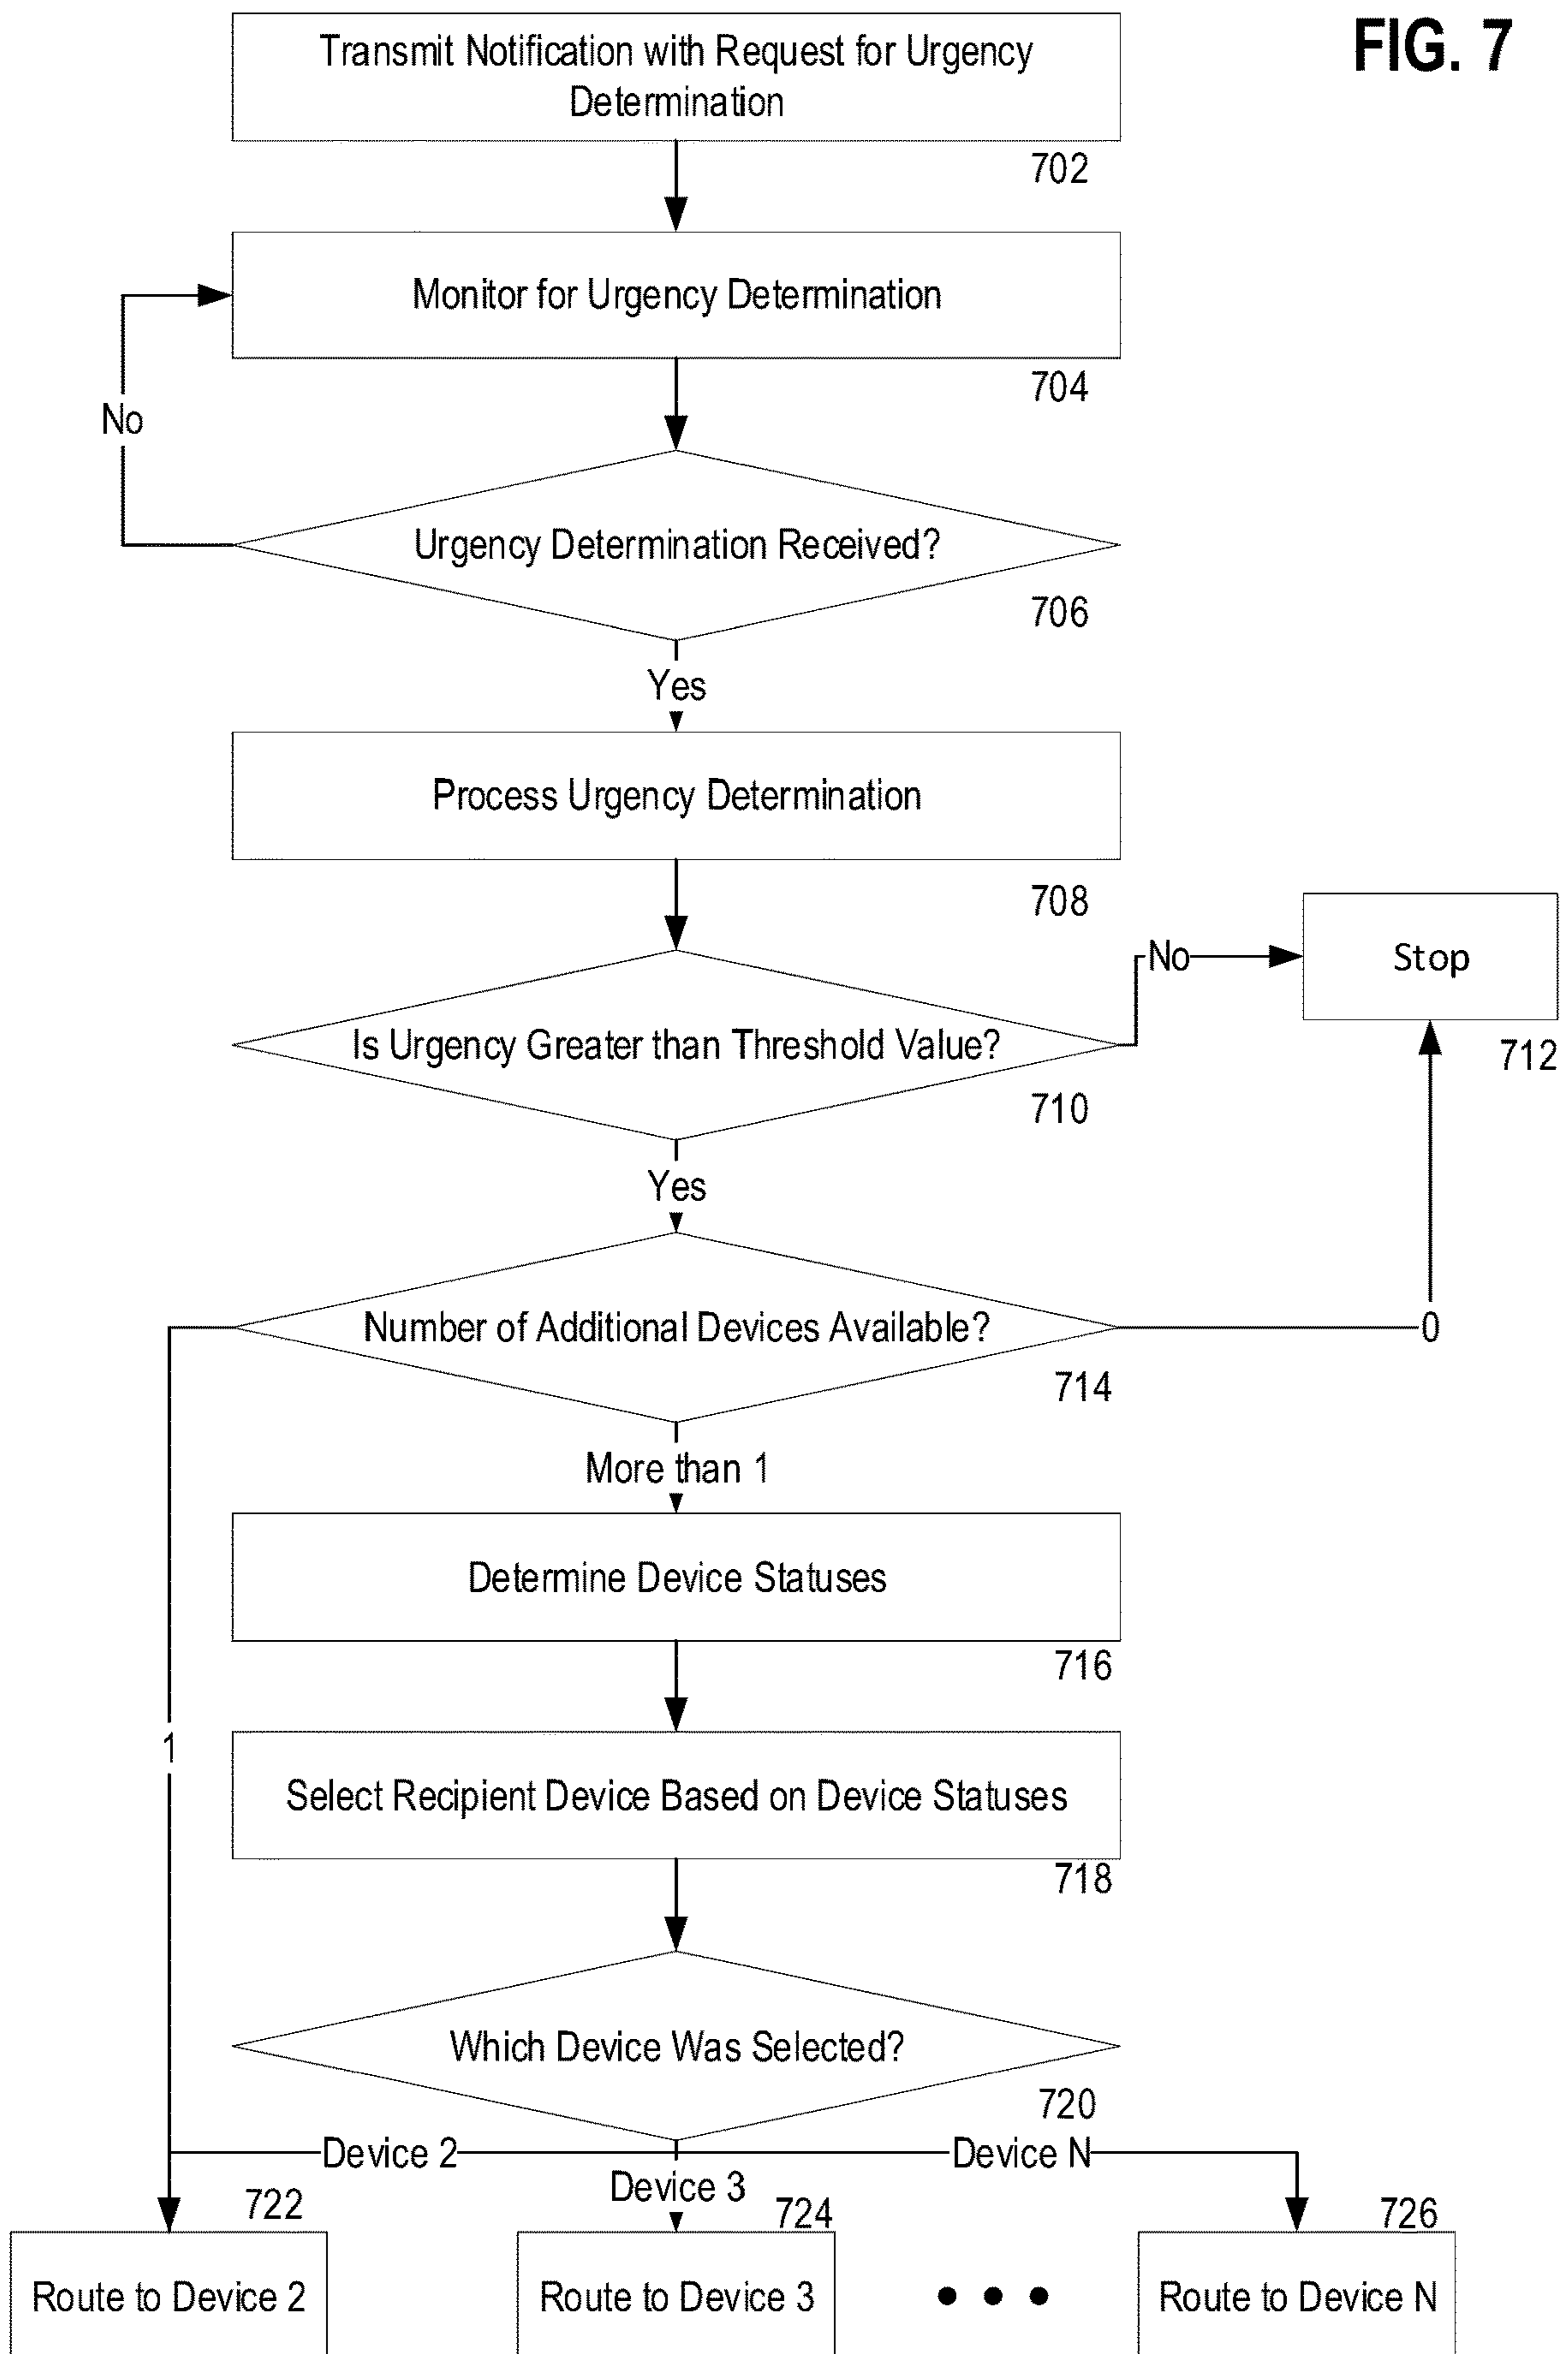 FIG. 7
Transmit Notification with Request for Urgency
Determination
702
Monitor for Urgency Determination
704
No
Urgency Determination Received?
706
Yes
Process Urgency Determination
708
No
Stop
712
Is Urgency Greater than Threshold Value?
710
Yes
Number of Additional Devices Available?
0
714
More than 1
Determine Device Statuses
716
1
Select Recipient Device Based on Device Statuses
718
Which Device Was Selected?
720
Device 2
Device N
Device 3
722
724
726
Route to Device 2
Route to Device 3
Route to Device N